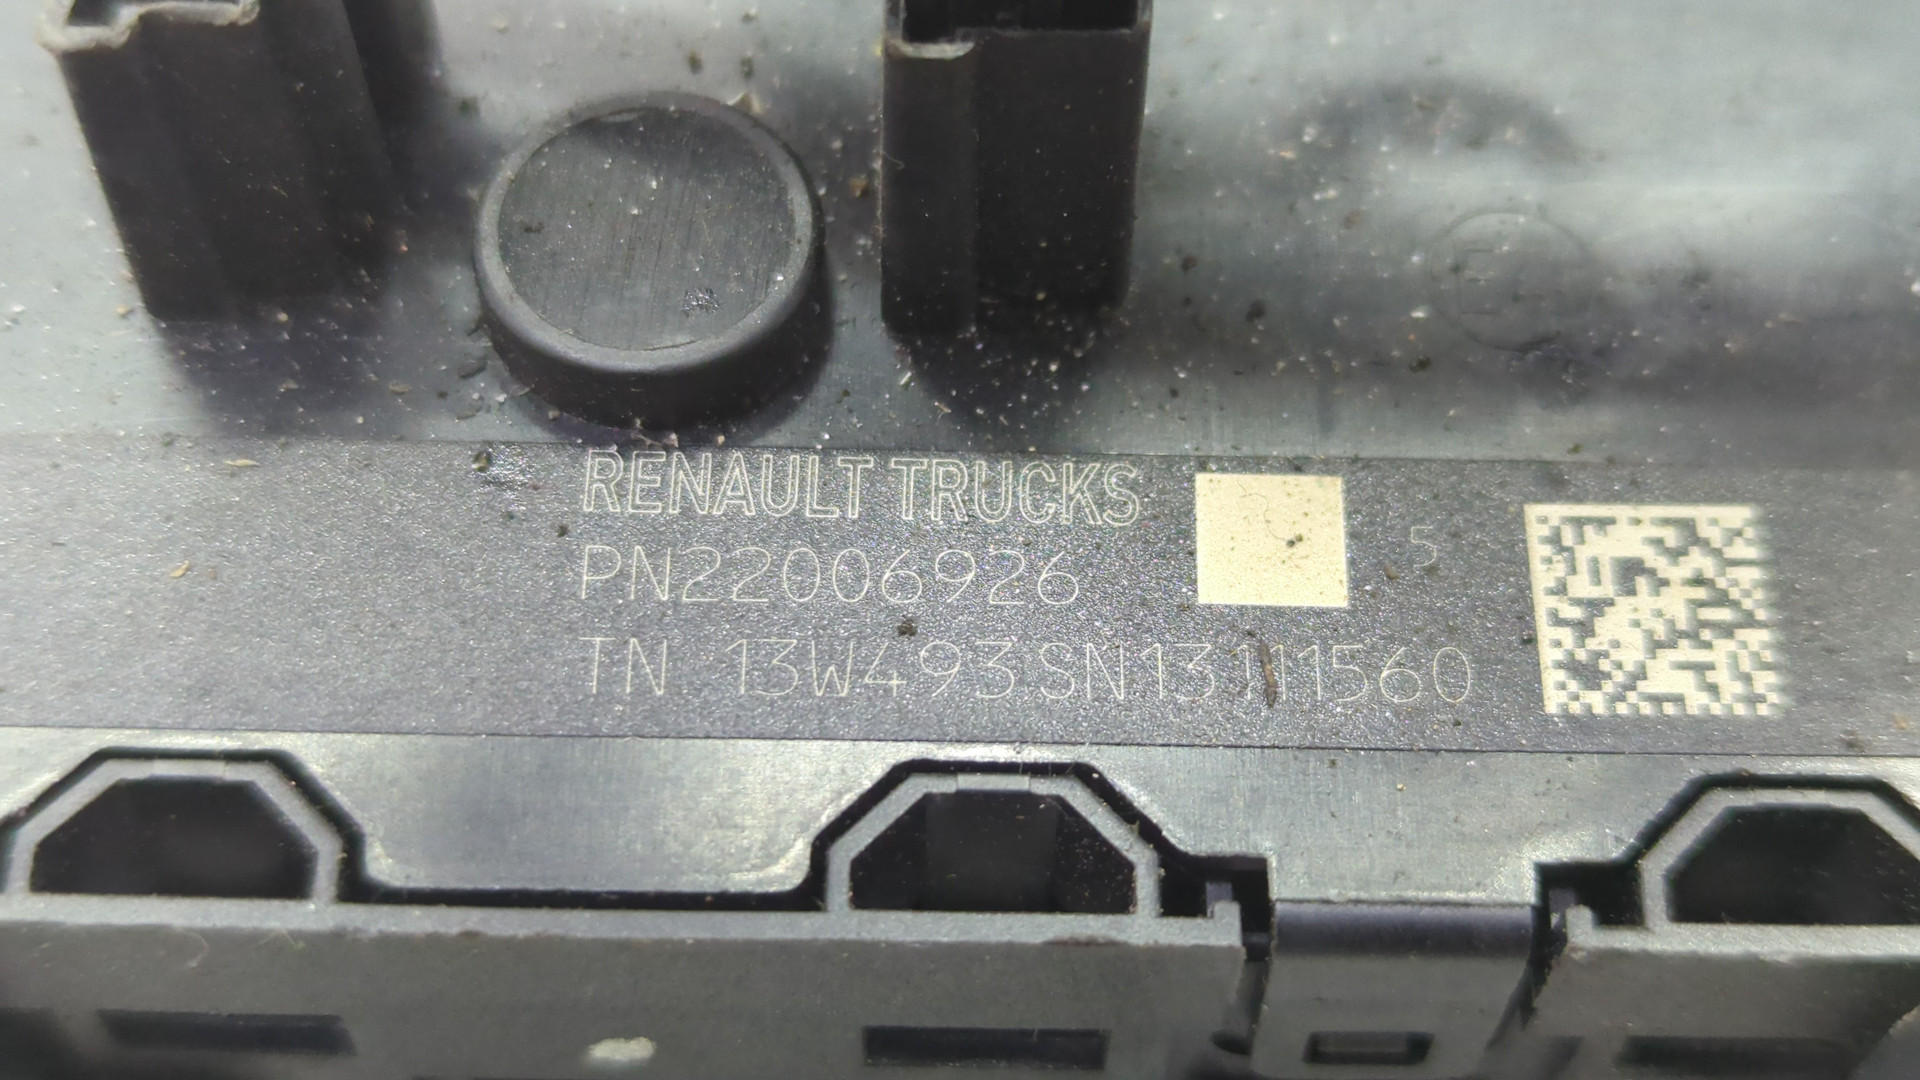 E
RENAULT TRUCKS
PN22006926 5
TN 13W493 SN13111560